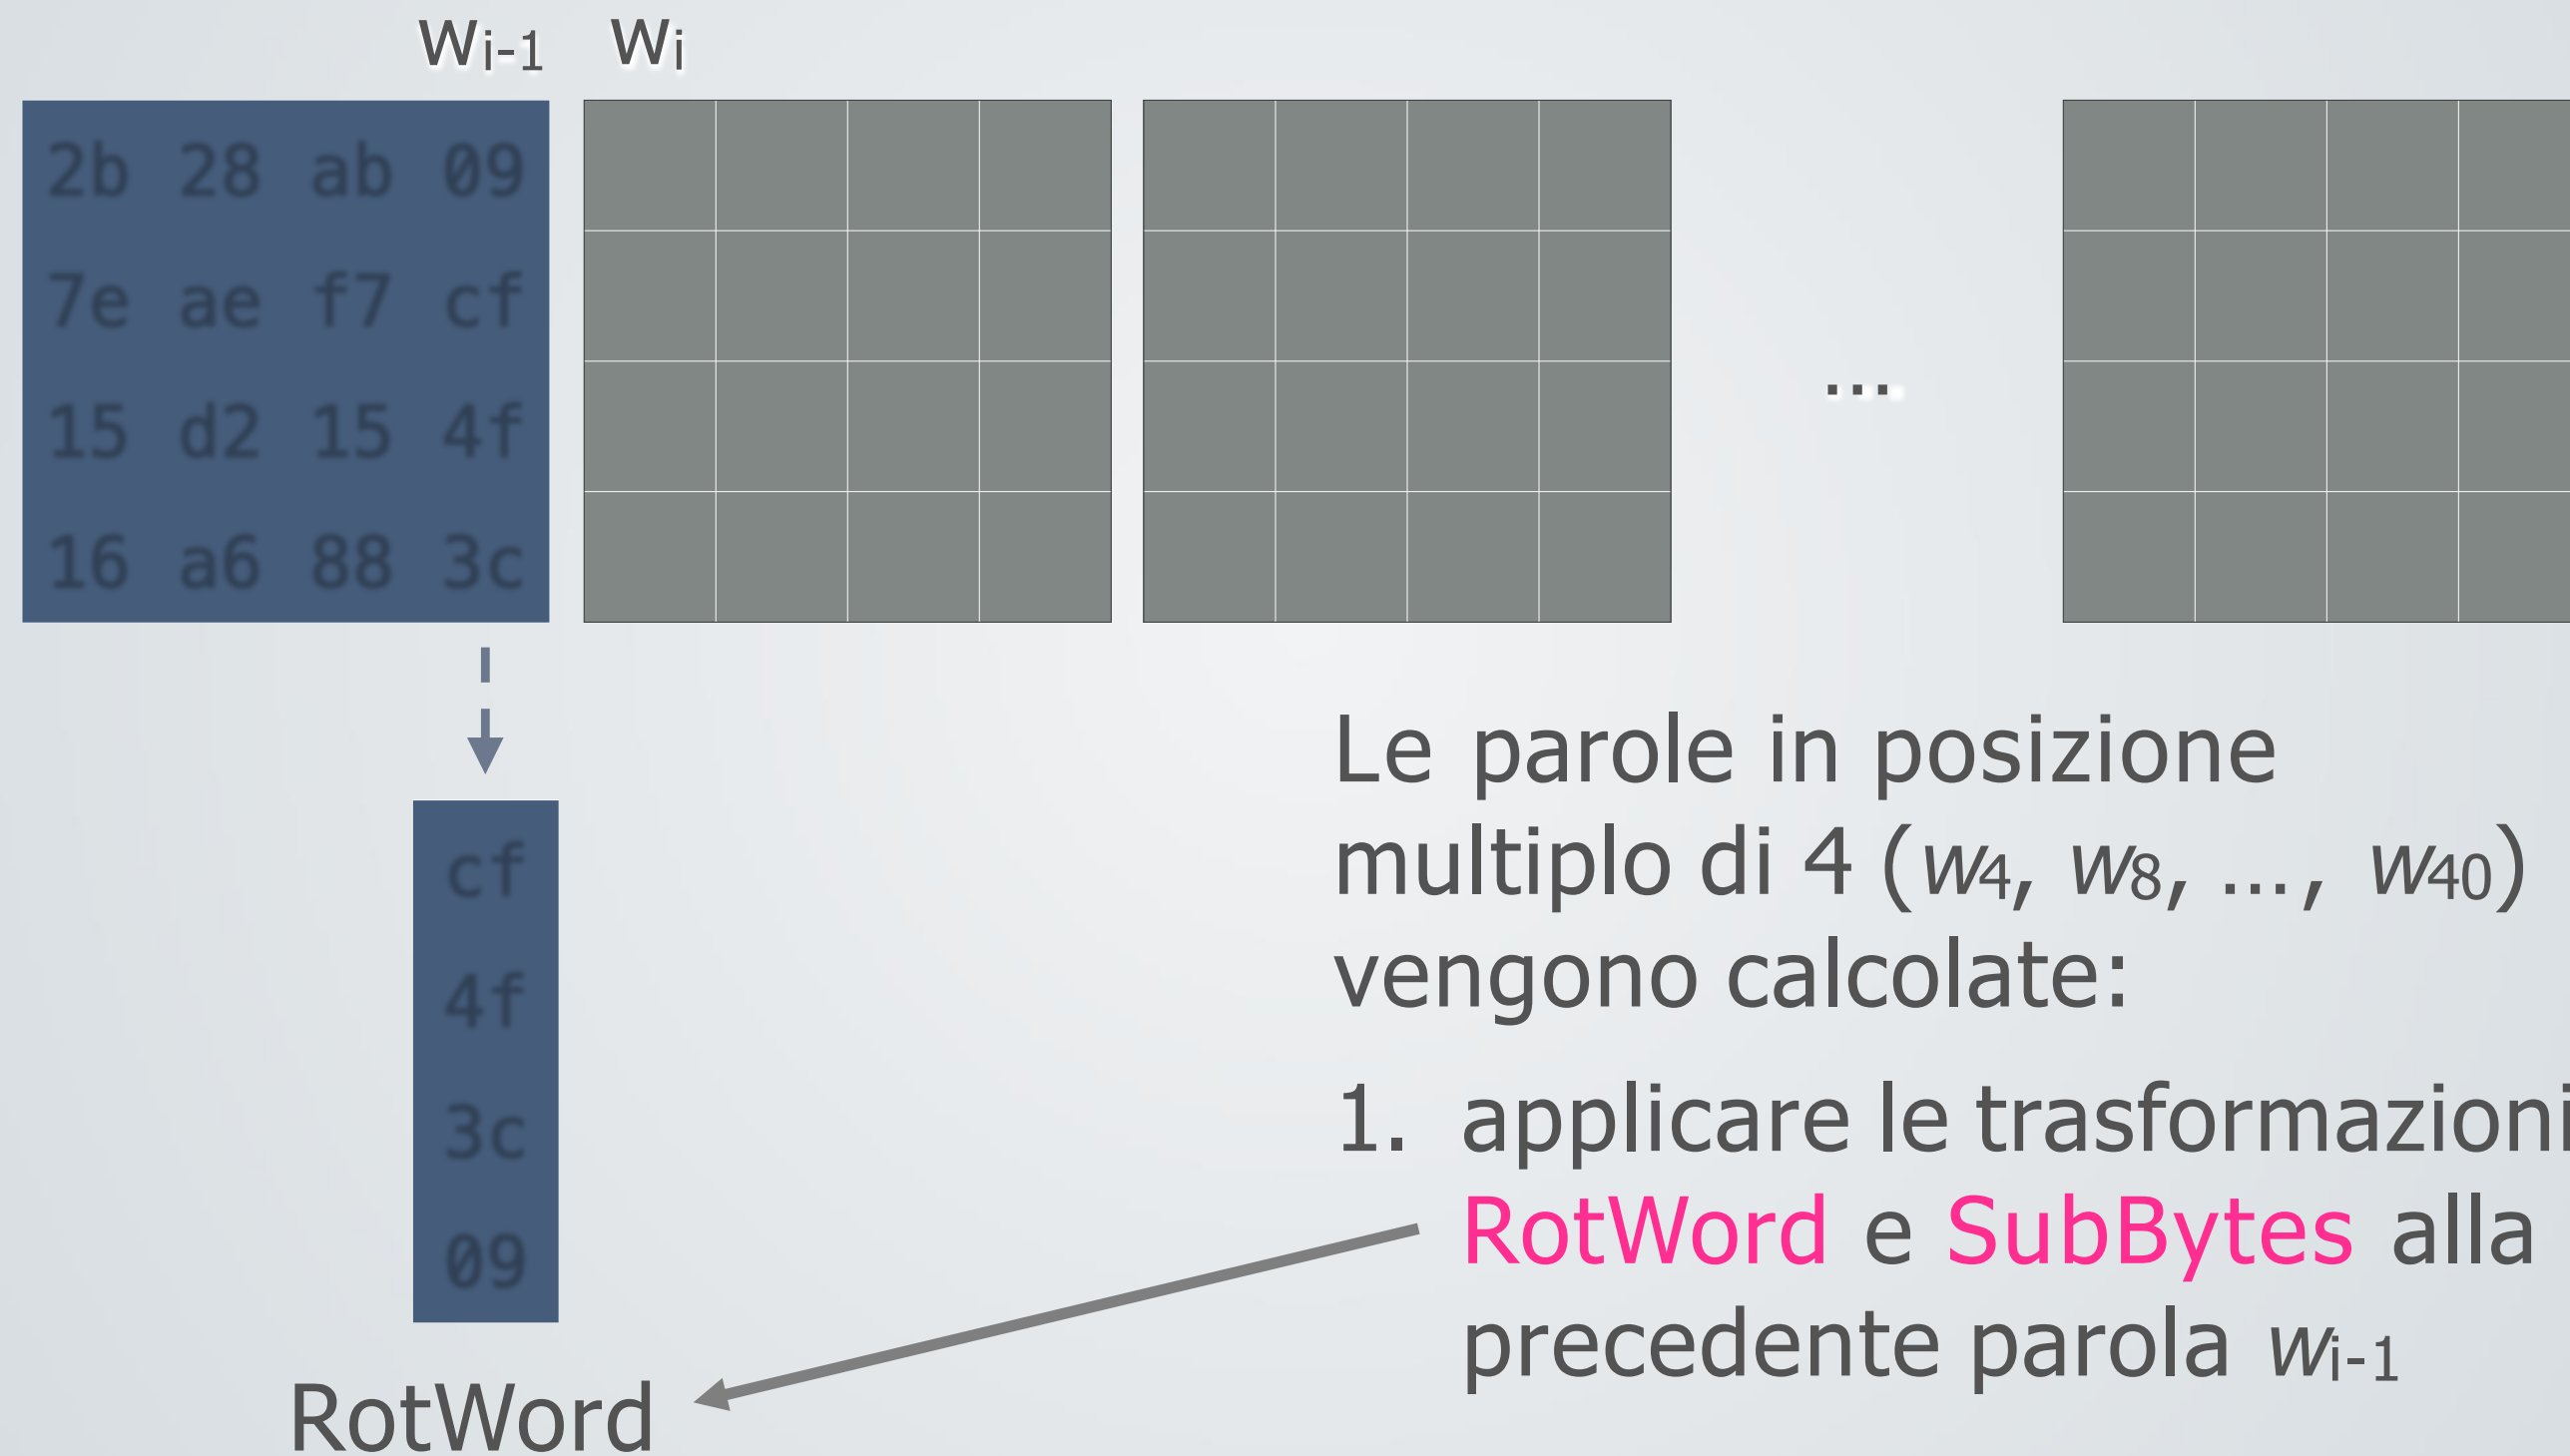 Wi-1 Wi
2b 28 ab 09
7e ae f7 cf
15 d2 15 4f
16 a6 88 3c
...
cf
4f
3c
09
RotWord
Le parole in posizione
multiplo di 4 (w4, w8, ..., w40)
vengono calcolate:
1. applicare le trasformazioni
RotWord e SubBytes alla
precedente parola wi-1